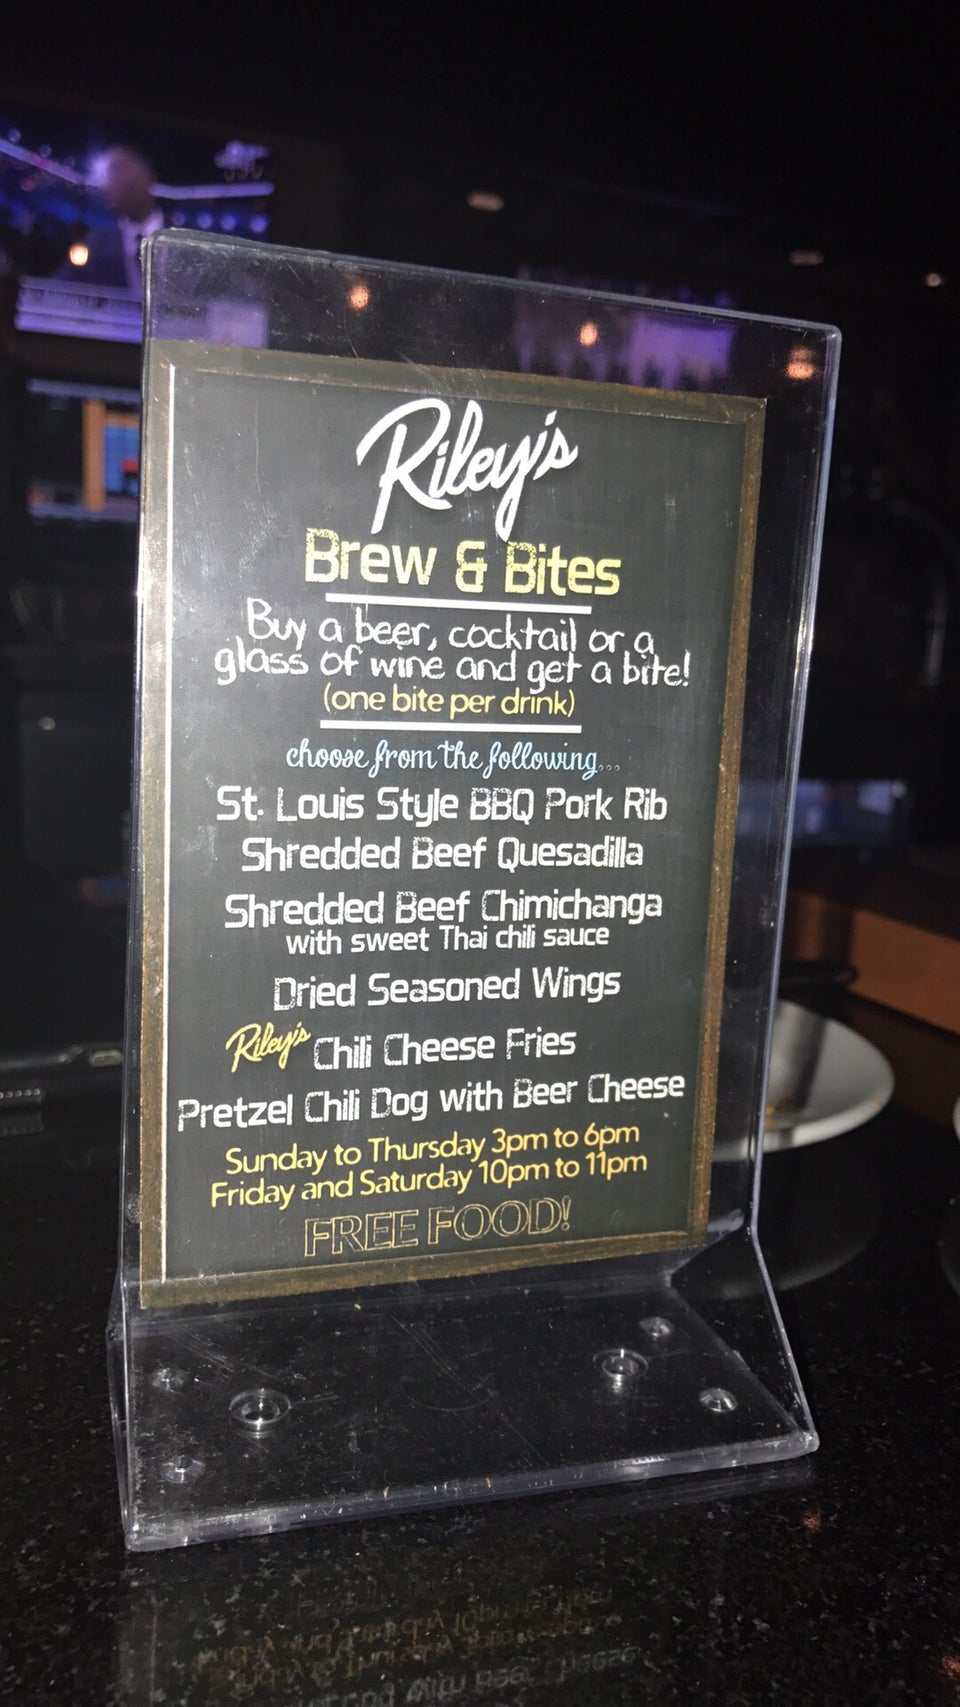 Riley's
Brew & Bites
Buy a beer, cocktail or a
glass of wine and get a bite!
(one bite per drink)
choose from the following...
St. Louis Style BBQ Pork Rib
Shredded Beef Quesadilla
Shredded Beef Chimichanga
with sweet Thai chili sauce
Dried Seasoned Wings
Riley's Chili Cheese Fries
Pretzel Chili Dog with Beer Cheese
Sunday to Thursday 3pm to 6pm
Friday and Saturday 10pm to 11pm
FREE FOOD!